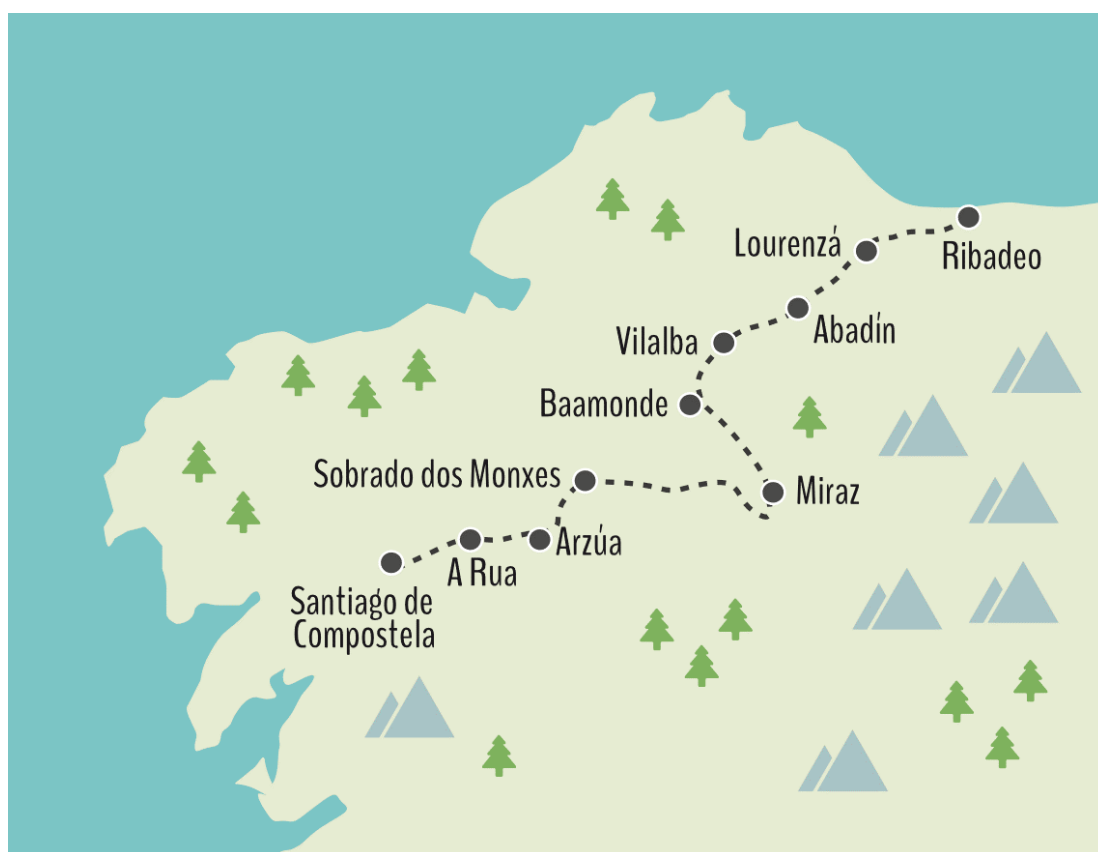 Lourenzá
Ribadeo
Abadín
Vilalba
Baamonde
Sobrado dos Monxes
Miraz
Arzúa
A Rua
Santiago de
Compostela